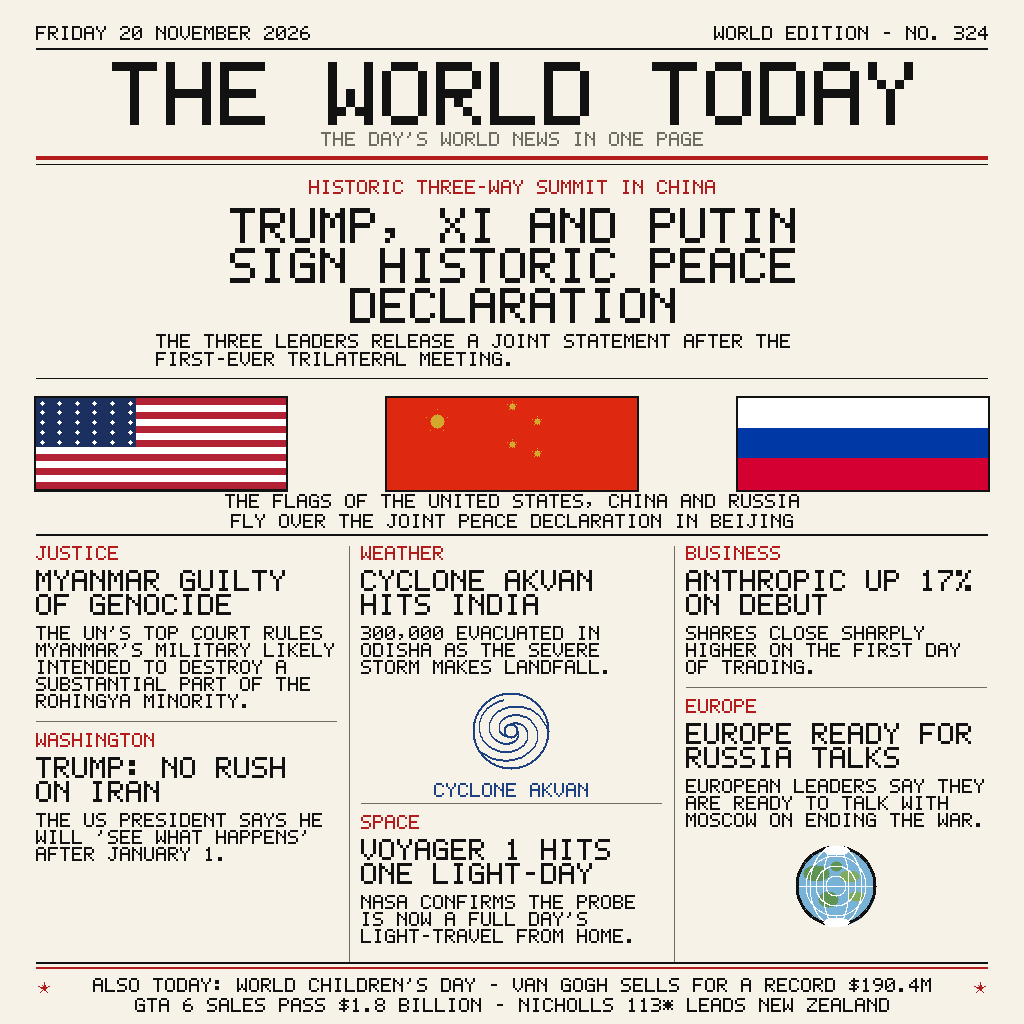 FRIDAY 20 NOVEMBER 2026
WORLD EDITION - NO. 324
THE WORLD TODAY
THE DAY'S WORLD NEWS IN ONE PAGE
HISTORIC THREE-WAY SUMMIT IN CHINA
TRUMP, XI AND PUTIN
SIGN HISTORIC PEACE
DECLARATION
THE THREE LEADERS RELEASE A JOINT STATEMENT AFTER THE
FIRST-EVER TRILATERAL MEETING.
THE FLAGS OF THE UNITED STATES, CHINA AND RUSSIA
FLY OVER THE JOINT PEACE DECLARATION IN BEIJING
JUSTICE
MYANMAR GUILTY
OF GENOCIDE
THE UN'S TOP COURT RULES
MYANMAR'S MILITARY LIKELY
INTENDED TO DESTROY A
SUBSTANTIAL PART OF THE
ROHINGYA MINORITY.
WASHINGTON
TRUMP: NO RUSH
ON IRAN
THE US PRESIDENT SAYS HE
WILL 'SEE WHAT HAPPENS'
AFTER JANUARY 1.
WEATHER
CYCLONE AKVAN
HITS INDIA
300,000 EVACUATED IN
ODISHA AS THE SEVERE
STORM MAKES LANDFALL.
CYCLONE AKVAN
SPACE
VOYAGER 1 HITS
ONE LIGHT-DAY
NASA CONFIRMS THE PROBE
IS NOW A FULL DAY'S
LIGHT-TRAVEL FROM HOME.
BUSINESS
ANTHROPIC UP 17%
ON DEBUT
SHARES CLOSE SHARPLY
HIGHER ON THE FIRST DAY
OF TRADING.
EUROPE
EUROPE READY FOR
RUSSIA TALKS
EUROPEAN LEADERS SAY THEY
ARE READY TO TALK WITH
MOSCOW ON ENDING THE WAR.
ALSO TODAY: WORLD CHILDREN'S DAY - VAN GOGH SELLS FOR A RECORD $190.4M
GTA 6 SALES PASS $1.8 BILLION - NICHOLLS 113* LEADS NEW ZEALAND